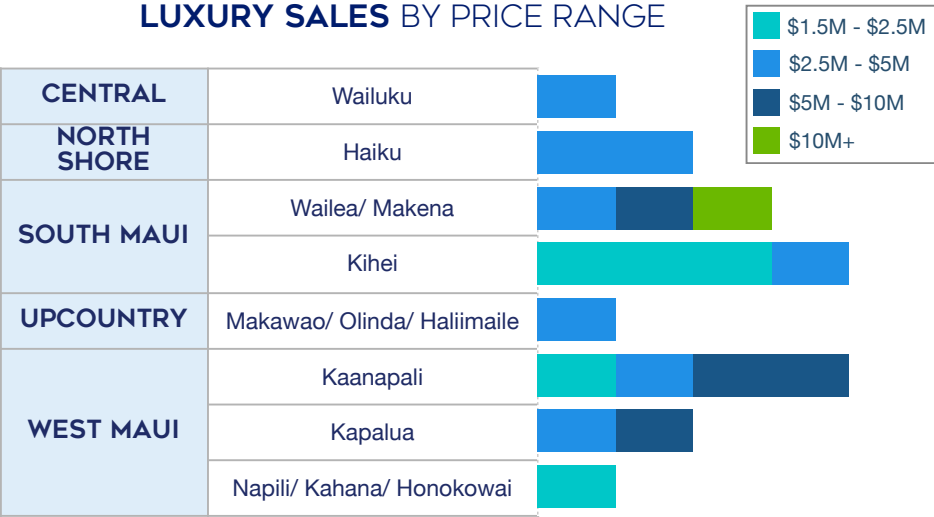 LUXURY SALES BY PRICE RANGE
$1.5M - $2.5M
$2.5M - $5M
$5M - $10M
$10M+
CENTRAL
Wailuku
NORTH
SHORE
Haiku
SOUTH MAUI
Wailea/ Makena
Kihei
UPCOUNTRY
Makawao/ Olinda/ Haliimaile
WEST MAUI
Kaanapali
Kapalua
Napili/ Kahana/ Honokowai